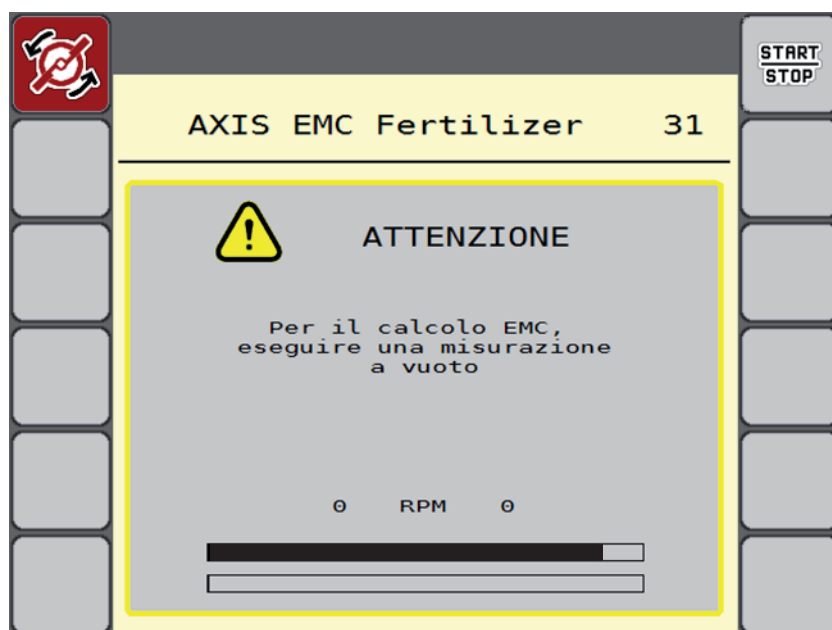 START
STOP
AXIS EMC Fertilizer 31
!
ATTENZIONE
Per il calcolo EMC,
eseguire una misurazione
a vuoto
0 RPM 0